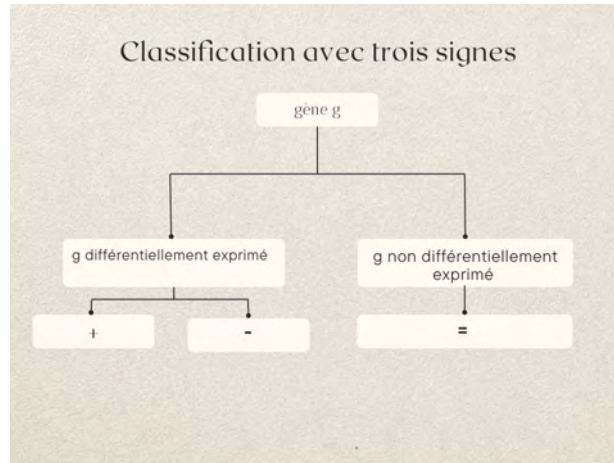 Classification avec trois signes
gène g
g différentiellement exprimé
g non différentiellement
exprimé
+
-
=